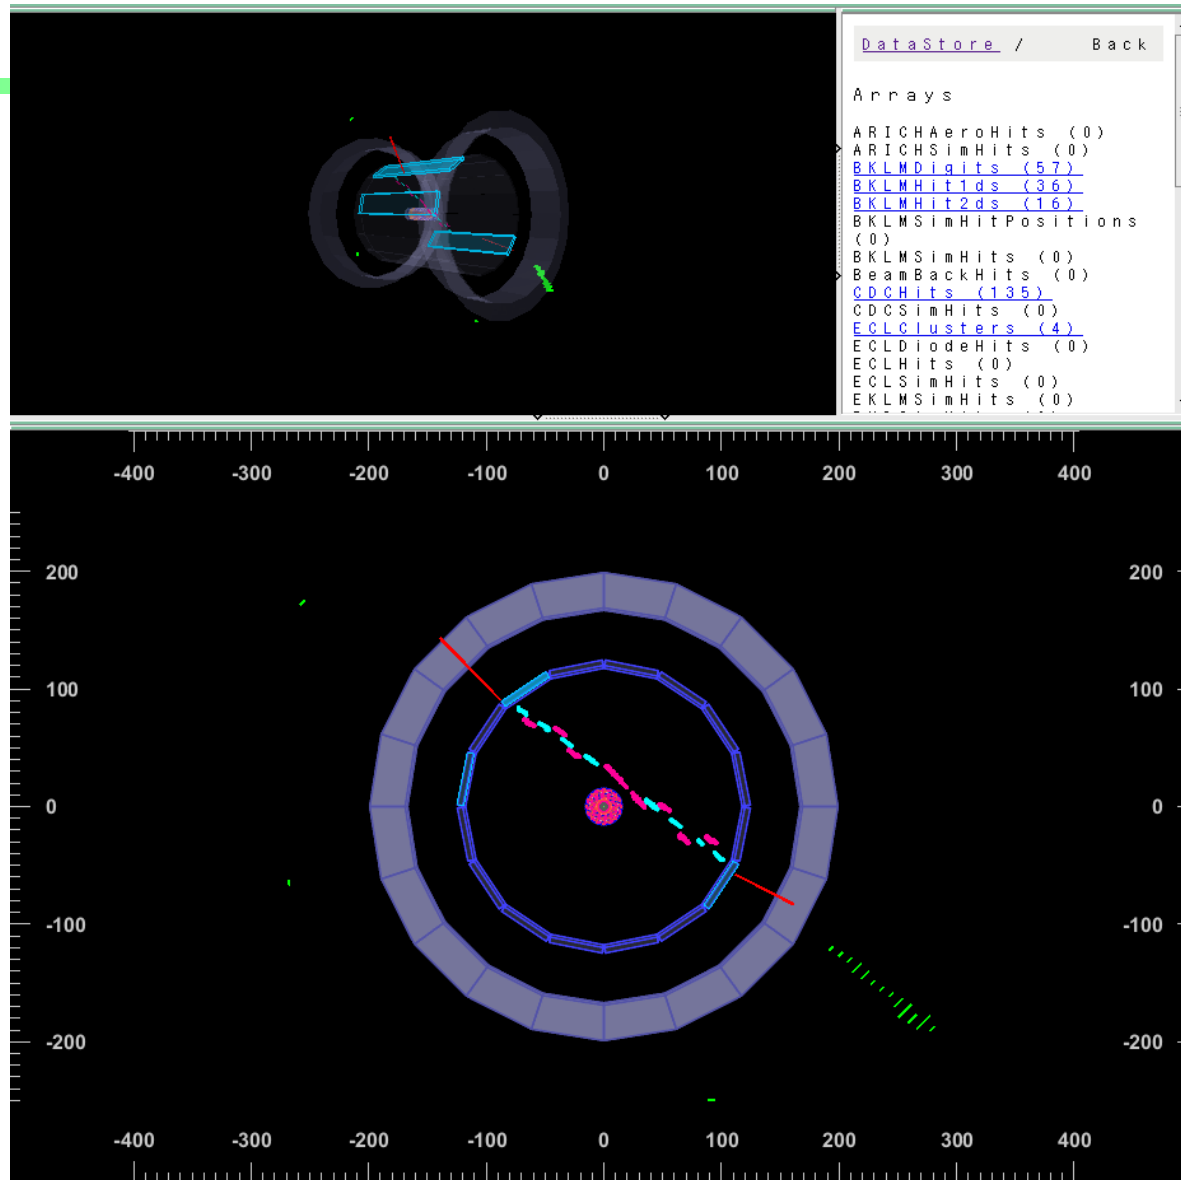 DataStore / Back
Arrays
ARICHAeroHits (0)
ARICHSimHits (0)
BKLMDigits (57)
BKLMHit1ds (36)
BKLMHit2ds (16)
BKLMSimHitPositions
(0)
BKLMSimHits (0)
BeamBackHits (0)
CDCHits (135)
CDCSimHits (0)
ECLClusters (4)
ECLDiodeHits (0)
ECLHits (0)
ECLSimHits (0)
EKLMSimHits (0)
-400 -300 -200 -100 0 100 200 300 400
200 200
100 100
0 0
-100 -100
-200 -200
-400 -300 -200 -100 0 100 200 300 400